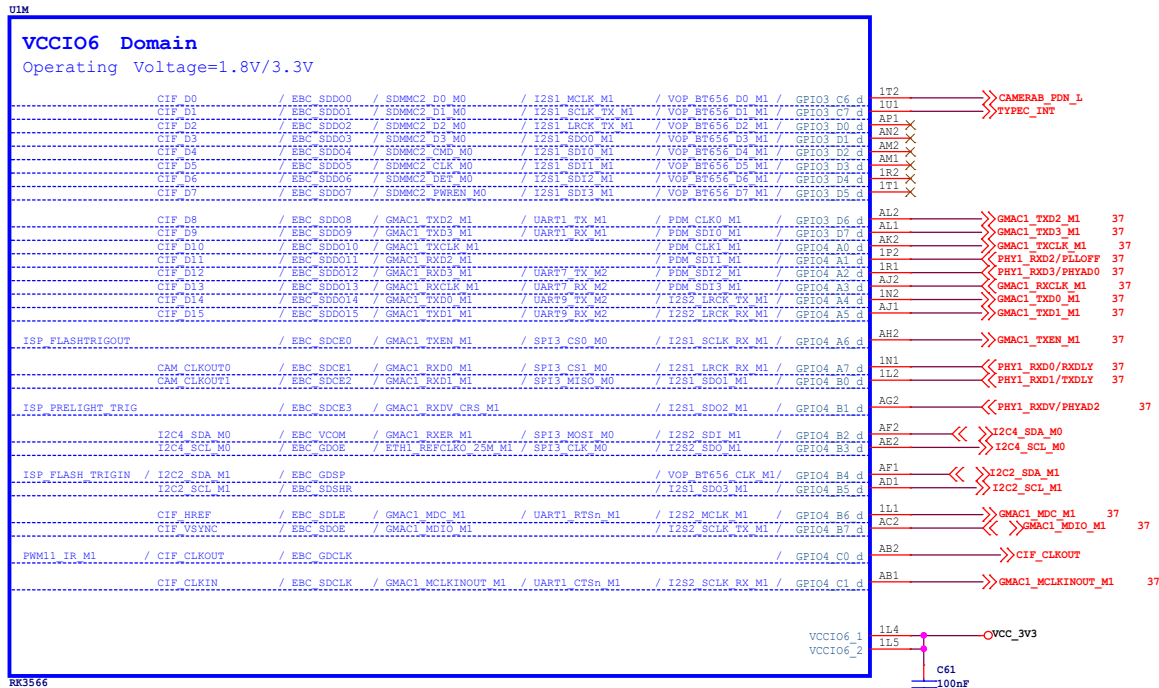 U1M
VCCIO6 Domain
Operating Voltage=1.8V/3.3V
CIF_D0 / EBC_SDDO0 / SDMMC2_D0_M0 / I2S1_MCLK_M1 / VOP_BT656_D0_M1 / GPIO3_C6_d 1T2 CAMERAB_PDN_L
CIF_D1 / EBC_SDDO1 / SDMMC2_D1_M0 / I2S1_SCLK_TX_M1 / VOP_BT656_D1_M1 / GPIO3_C7_d 1U1 TYPEC_INT
CIF_D2 / EBC_SDDO2 / SDMMC2_D2_M0 / I2S1_LRCK_TX_M1 / VOP_BT656_D2_M1 / GPIO3_D0_d AP1
CIF_D3 / EBC_SDDO3 / SDMMC2_D3_M0 / I2S1_SDO0_M1 / VOP_BT656_D3_M1 / GPIO3_D1_d AN2
CIF_D4 / EBC_SDDO4 / SDMMC2_CMD_M0 / I2S1_SDI0_M1 / VOP_BT656_D4_M1 / GPIO3_D2_d AM2
CIF_D5 / EBC_SDDO5 / SDMMC2_CLK_M0 / I2S1_SDI1_M1 / VOP_BT656_D5_M1 / GPIO3_D3_d AM1
CIF_D6 / EBC_SDDO6 / SDMMC2_DET_M0 / I2S1_SDI2_M1 / VOP_BT656_D6_M1 / GPIO3_D4_d 1R2
CIF_D7 / EBC_SDDO7 / SDMMC2_PWREN_M0 / I2S1_SDI3_M1 / VOP_BT656_D7_M1 / GPIO3_D5_d 1T1
CIF_D8 / EBC_SDDO8 / GMAC1_TXD2_M1 / UART1_TX_M1 / PDM_CLK0_M1 / GPIO3_D6_d AL2 GMAC1_TXD2_M1 37
CIF_D9 / EBC_SDDO9 / GMAC1_TXD3_M1 / UART1_RX_M1 / PDM_SDI0_M1 / GPIO3_D7_d AL1 GMAC1_TXD3_M1 37
CIF_D10 / EBC_SDDO10 / GMAC1_TXCLK_M1 / PDM_CLK1_M1 / GPIO4_A0_d AK2 GMAC1_TXCLK_M1 37
CIF_D11 / EBC_SDDO11 / GMAC1_RXD2_M1 / PDM_SDI1_M1 / GPIO4_A1_d 1P2 PHY1_RXD2/PLLOFF 37
CIF_D12 / EBC_SDDO12 / GMAC1_RXD3_M1 / UART7_TX_M2 / PDM_SDI2_M1 / GPIO4_A2_d 1R1 PHY1_RXD3/PHYAD0 37
CIF_D13 / EBC_SDDO13 / GMAC1_RXCLK_M1 / UART7_RX_M2 / PDM_SDI3_M1 / GPIO4_A3_d AJ2 GMAC1_RXCLK_M1 37
CIF_D14 / EBC_SDDO14 / GMAC1_TXD0_M1 / UART9_TX_M2 / I2S2_LRCK_TX_M1 / GPIO4_A4_d 1N2 GMAC1_TXD0_M1 37
CIF_D15 / EBC_SDDO15 / GMAC1_TXD1_M1 / UART9_RX_M2 / I2S2_LRCK_RX_M1 / GPIO4_A5_d AJ1 GMAC1_TXD1_M1 37
ISP_FLASHTRIGOUT / EBC_SDCE0 / GMAC1_TXEN_M1 / SPI3_CS0_M0 / I2S1_SCLK_RX_M1 / GPIO4_A6_d AH2 GMAC1_TXEN_M1 37
CAM_CLKOUT0 / EBC_SDCE1 / GMAC1_RXD0_M1 / SPI3_CS1_M0 / I2S1_LRCK_RX_M1 / GPIO4_A7_d 1N1 PHY1_RXD0/RXDLY 37
CAM_CLKOUT1 / EBC_SDCE2 / GMAC1_RXD1_M1 / SPI3_MISO_M0 / I2S1_SDO1_M1 / GPIO4_B0_d 1L2 PHY1_RXD1/TXDLY 37
ISP_PRELIGHT_TRIG / EBC_SDCE3 / GMAC1_RXDV_CRS_M1 / I2S1_SDO2_M1 / GPIO4_B1_d AG2 PHY1_RXDV/PHYAD2 37
I2C4_SDA_M0 / EBC_VCOM / GMAC1_RXER_M1 / SPI3_MOSI_M0 / I2S2_SDI_M1 / GPIO4_B2_d AF2 I2C4_SDA_M0
I2C4_SCL_M0 / EBC_GDOE / ETH1_REFCLKO_25M_M1 / SPI3_CLK_M0 / I2S2_SDO_M1 / GPIO4_B3_d AE2 I2C4_SCL_M0
ISP_FLASH_TRIGIN / I2C2_SDA_M1 / EBC_GDSP / VOP_BT656_CLK_M1/ GPIO4_B4_d AF1 I2C2_SDA_M1
I2C2_SCL_M1 / EBC_SDSHR / I2S1_SDO3_M1 / GPIO4_B5_d AD1 I2C2_SCL_M1
CIF_HREF / EBC_SDLE / GMAC1_MDC_M1 / UART1_RTSn_M1 / I2S2_MCLK_M1 / GPIO4_B6_d 1L1 GMAC1_MDC_M1 37
CIF_VSYNC / EBC_SDOE / GMAC1_MDIO_M1 / I2S2_SCLK_TX_M1 / GPIO4_B7_d AC2 GMAC1_MDIO_M1 37
PWM11_IR_M1 / CIF_CLKOUT / EBC_GDCLK / GPIO4_C0_d AB2 CIF_CLKOUT
CIF_CLKIN / EBC_SDCLK / GMAC1_MCLKINOUT_M1 / UART1_CTSn_M1 / I2S2_SCLK_RX_M1 / GPIO4_C1_d AB1 GMAC1_MCLKINOUT_M1 37
VCCIO6_1 1L4 VCC_3V3
VCCIO6_2 1L5
C61
100nF
RK3566